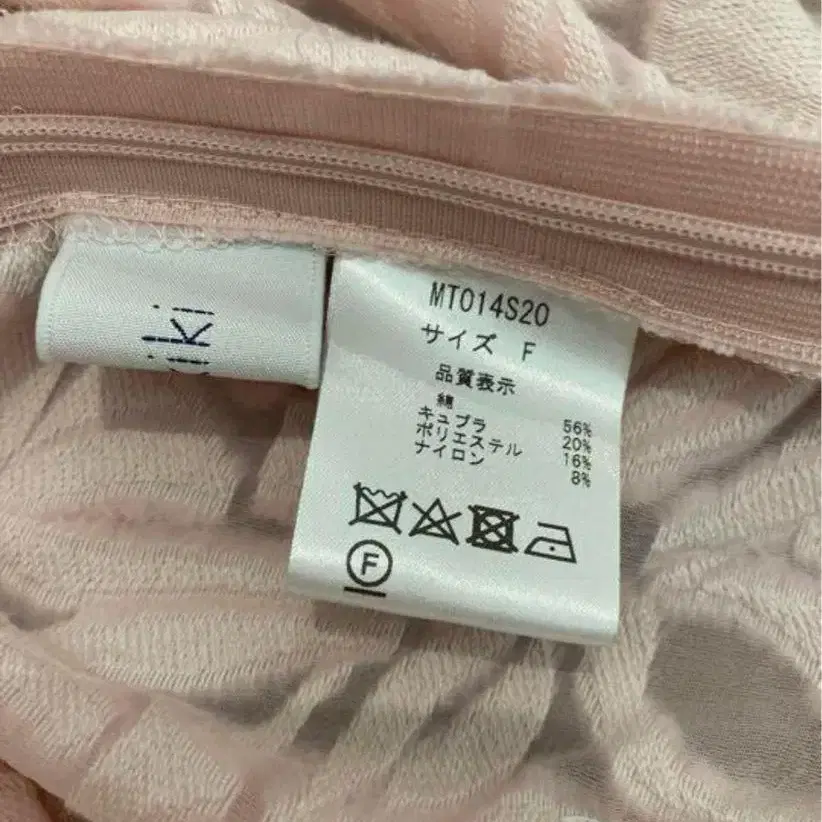 iki
MT014S20
サイズ F
品質表示
綿 56%
キュプラ 20%
ポリエステル 16%
ナイロン 8%
F